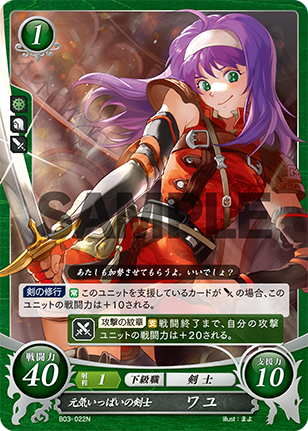 1
SAMPLE
あたしも加勢させてもらうよ。いいでしょ？
剣の修行 常 このユニットを支援しているカードが の場合、この
ユニットの戦闘力は＋10される。
攻撃の紋章 支 戦闘終了まで、自分の攻撃
ユニットの戦闘力は＋20される。
戦闘力 40
射程 1 下級職 剣士
支援力 10
元気いっぱいの剣士 ワユ
B03-022N
Illust：まよ